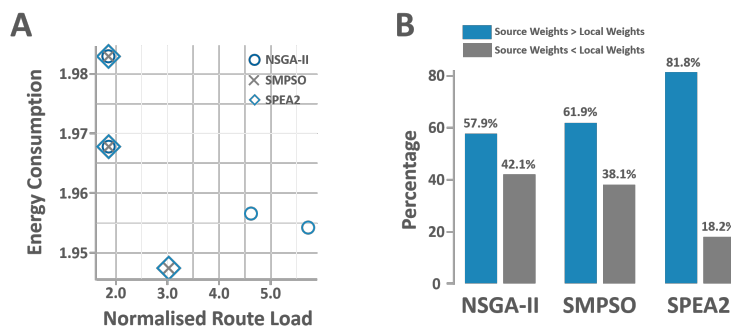 A
Energy Consumption
1.98
1.97
1.96
1.95
2.0 3.0 4.0 5.0
Normalised Route Load
NSGA-II
SMPSO
SPEA2
B
Source Weights > Local Weights
Source Weights < Local Weights
Percentage
80
60
40
20
0
57.9%
42.1%
61.9%
38.1%
81.8%
18.2%
NSGA-II SMPSO SPEA2